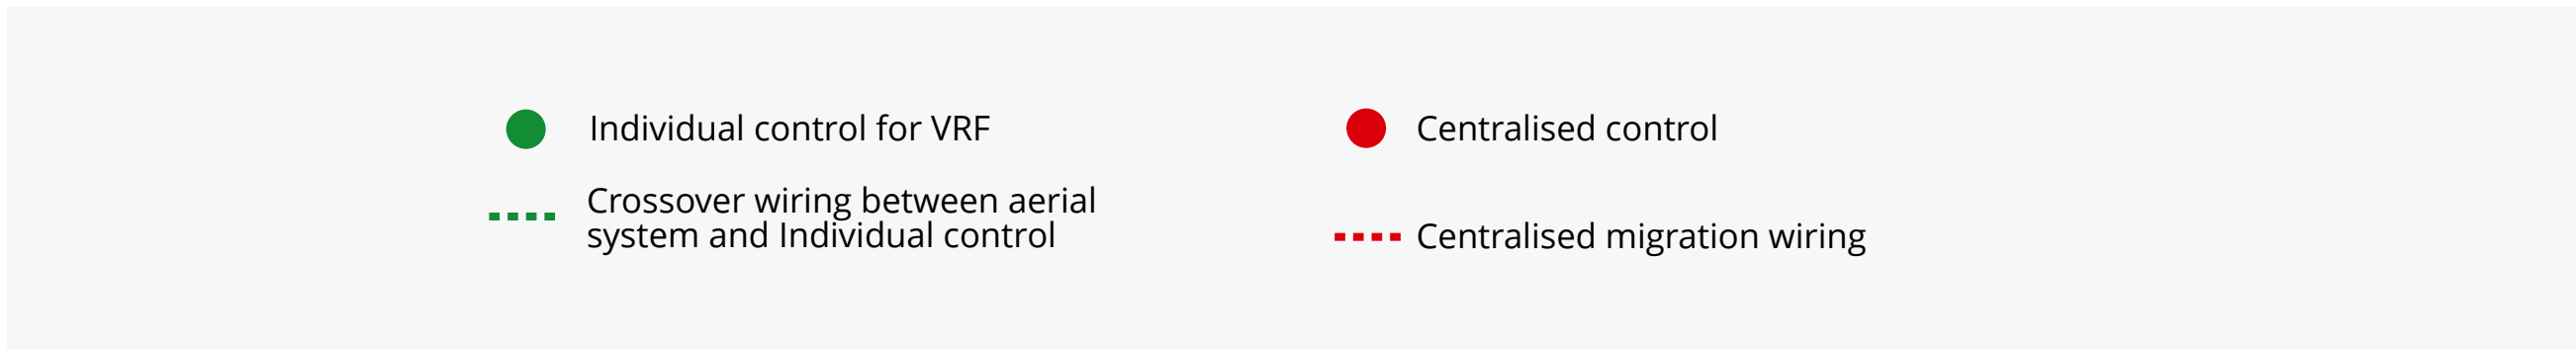 Individual control for VRF
Crossover wiring between aerial
system and Individual control
Centralised control
Centralised migration wiring